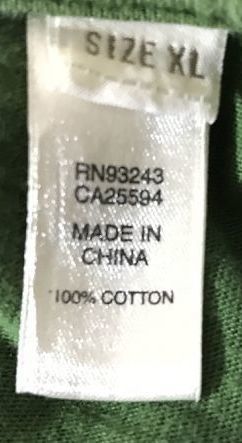 SIZE XL
RN93243
CA25594
MADE IN
CHINA
100% COTTON